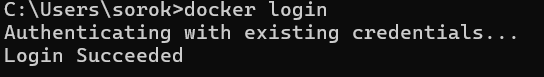 C:\Users\sorok>docker login
Authenticating with existing credentials...
Login Succeeded